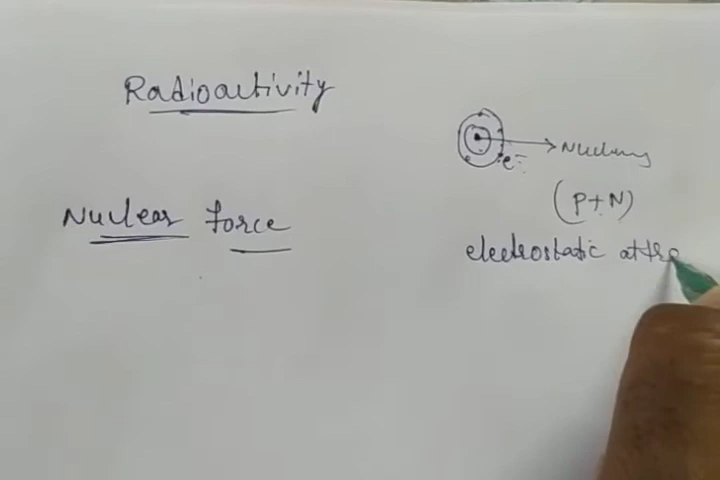 Radioactivity
e-
Nucleus
(P+N)
Nuclear force
electrostatic attra